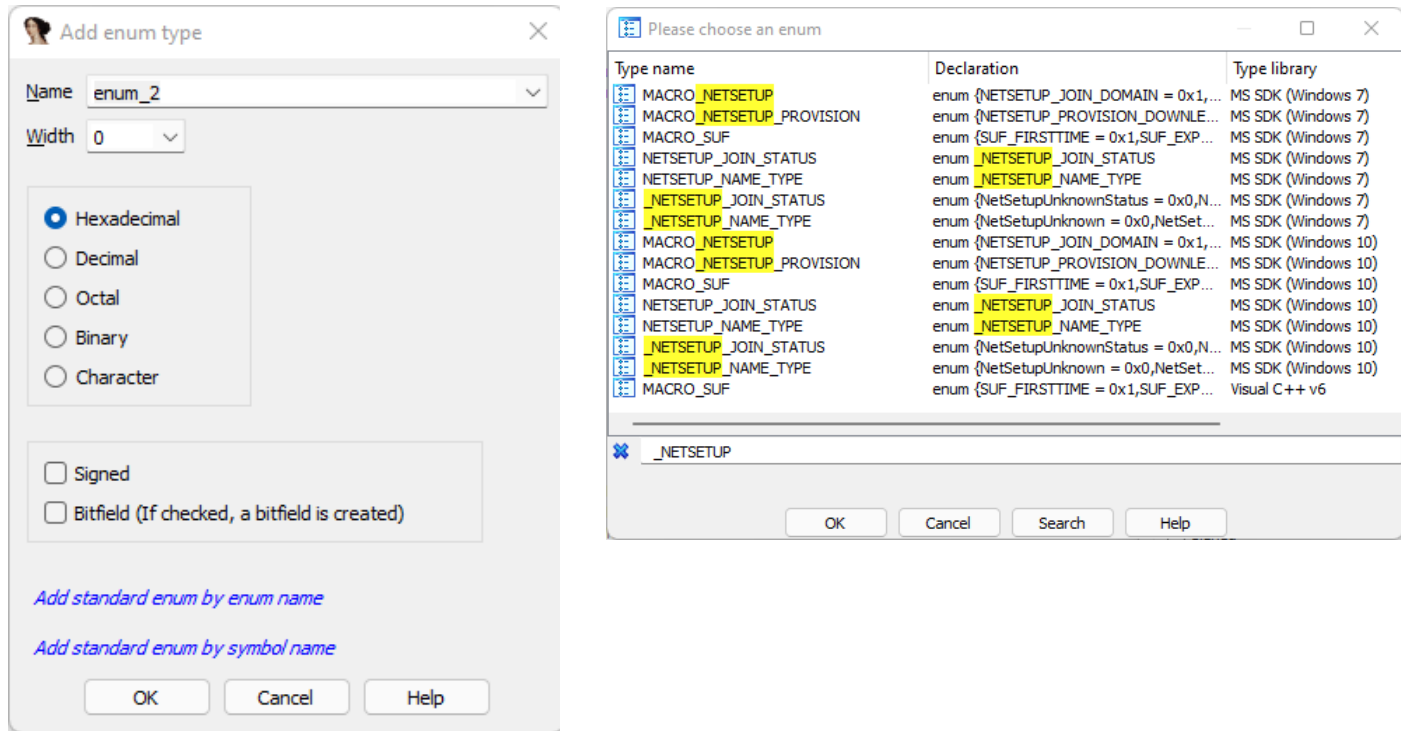 Add enum type
Name enum_2
Width 0
Hexadecimal
Decimal
Octal
Binary
Character
Signed
Bitfield (If checked, a bitfield is created)
Add standard enum by enum name
Add standard enum by symbol name
OK Cancel Help
Please choose an enum
Type name Declaration Type library
MACRO_NETSETUP enum {NETSETUP_JOIN_DOMAIN = 0x1,... MS SDK (Windows 7)
MACRO_NETSETUP_PROVISION enum {NETSETUP_PROVISION_DOWNLE... MS SDK (Windows 7)
MACRO_SUF enum {SUF_FIRSTTIME = 0x1,SUF_EXP... MS SDK (Windows 7)
NETSETUP_JOIN_STATUS enum _NETSETUP_JOIN_STATUS MS SDK (Windows 7)
NETSETUP_NAME_TYPE enum _NETSETUP_NAME_TYPE MS SDK (Windows 7)
_NETSETUP_JOIN_STATUS enum {NetSetupUnknownStatus = 0x0,N... MS SDK (Windows 7)
_NETSETUP_NAME_TYPE enum {NetSetupUnknown = 0x0,NetSet... MS SDK (Windows 7)
MACRO_NETSETUP enum {NETSETUP_JOIN_DOMAIN = 0x1,... MS SDK (Windows 10)
MACRO_NETSETUP_PROVISION enum {NETSETUP_PROVISION_DOWNLE... MS SDK (Windows 10)
MACRO_SUF enum {SUF_FIRSTTIME = 0x1,SUF_EXP... MS SDK (Windows 10)
NETSETUP_JOIN_STATUS enum _NETSETUP_JOIN_STATUS MS SDK (Windows 10)
NETSETUP_NAME_TYPE enum _NETSETUP_NAME_TYPE MS SDK (Windows 10)
_NETSETUP_JOIN_STATUS enum {NetSetupUnknownStatus = 0x0,N... MS SDK (Windows 10)
_NETSETUP_NAME_TYPE enum {NetSetupUnknown = 0x0,NetSet... MS SDK (Windows 10)
MACRO_SUF enum {SUF_FIRSTTIME = 0x1,SUF_EXP... Visual C++ v6
_NETSETUP
OK Cancel Search Help